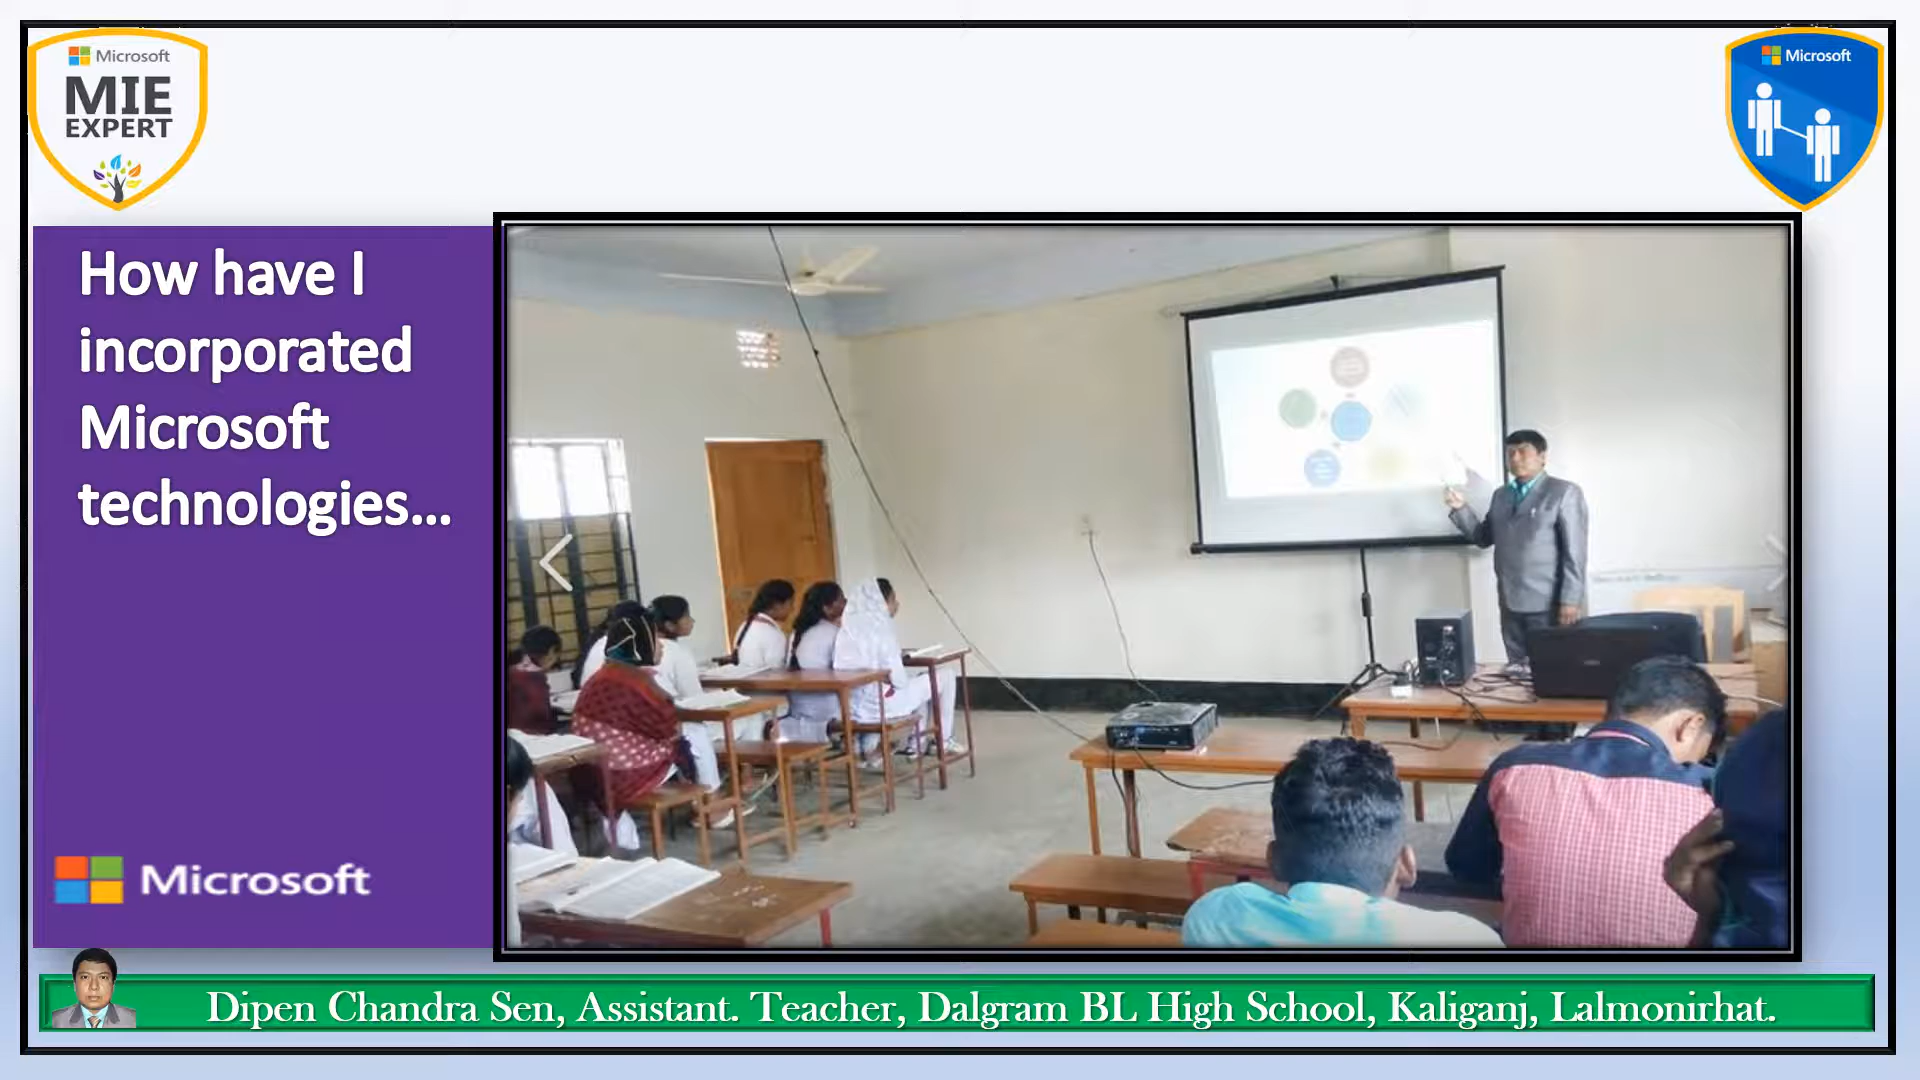 Microsoft
MIE
EXPERT
Microsoft
How have I
incorporated
Microsoft
technologies...
Microsoft
Dipen Chandra Sen, Assistant. Teacher, Dalgram BL High School, Kaliganj, Lalmonirhat.